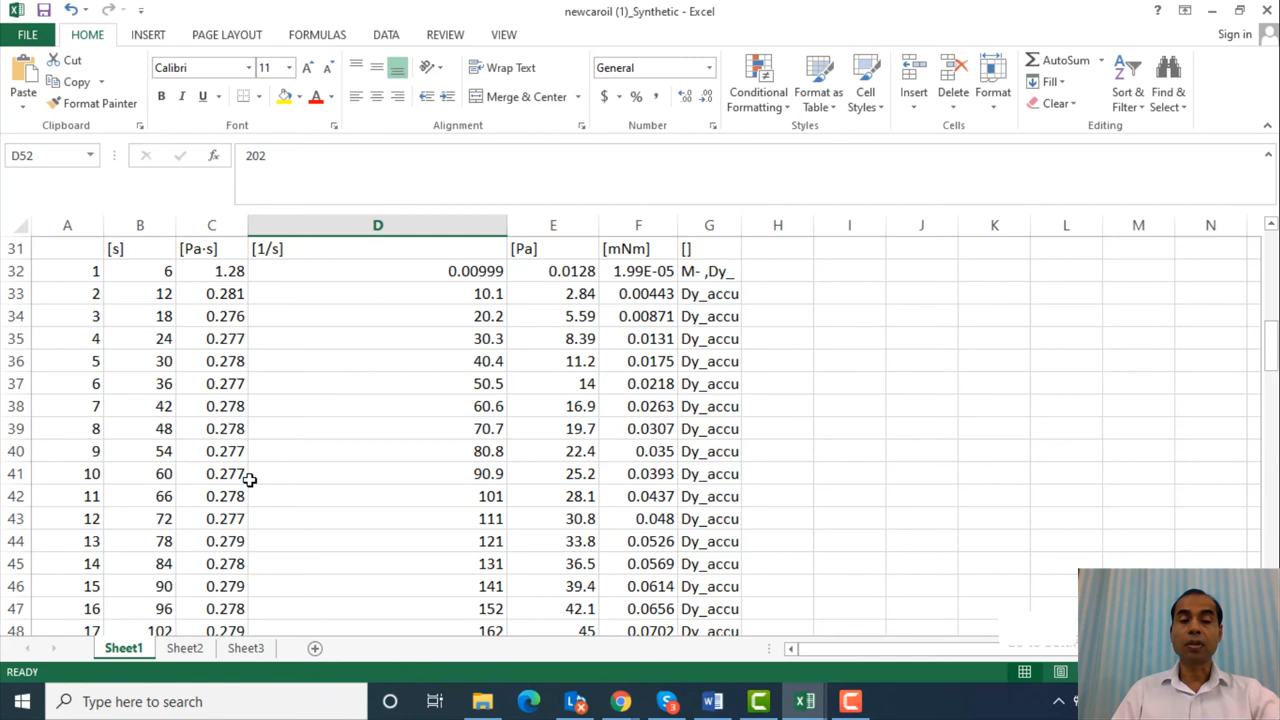 newcaroil (1)_Synthetic - Excel
?
FILE HOME INSERT PAGE LAYOUT FORMULAS DATA REVIEW VIEW Sign in
Cut
Copy
Format Painter
Paste
Clipboard
Calibri 11
B I U
Font
Wrap Text
Merge & Center
Alignment
General
$ % ,
Number
Conditional Formatting
Format as Table
Cell Styles
Styles
Insert Delete Format
Cells
AutoSum
Fill
Clear
Sort & Filter
Find & Select
Editing
D52 fx 202
A B C D E F G H I J K L M N
31 [s] [Pa·s] [1/s] [Pa] [mNm] []
32 1 6 1.28 0.00999 0.0128 1.99E-05 M- ,Dy_
33 2 12 0.281 10.1 2.84 0.00443 Dy_accu
34 3 18 0.276 20.2 5.59 0.00871 Dy_accu
35 4 24 0.277 30.3 8.39 0.0131 Dy_accu
36 5 30 0.278 40.4 11.2 0.0175 Dy_accu
37 6 36 0.277 50.5 14 0.0218 Dy_accu
38 7 42 0.278 60.6 16.9 0.0263 Dy_accu
39 8 48 0.278 70.7 19.7 0.0307 Dy_accu
40 9 54 0.277 80.8 22.4 0.035 Dy_accu
41 10 60 0.277 90.9 25.2 0.0393 Dy_accu
42 11 66 0.278 101 28.1 0.0437 Dy_accu
43 12 72 0.277 111 30.8 0.048 Dy_accu
44 13 78 0.279 121 33.8 0.0526 Dy_accu
45 14 84 0.278 131 36.5 0.0569 Dy_accu
46 15 90 0.279 141 39.4 0.0614 Dy_accu
47 16 96 0.278 152 42.1 0.0656 Dy_accu
48 17 102 0.279 162 45 0.0702 Dy_accu
Sheet1 Sheet2 Sheet3
READY
Type here to search